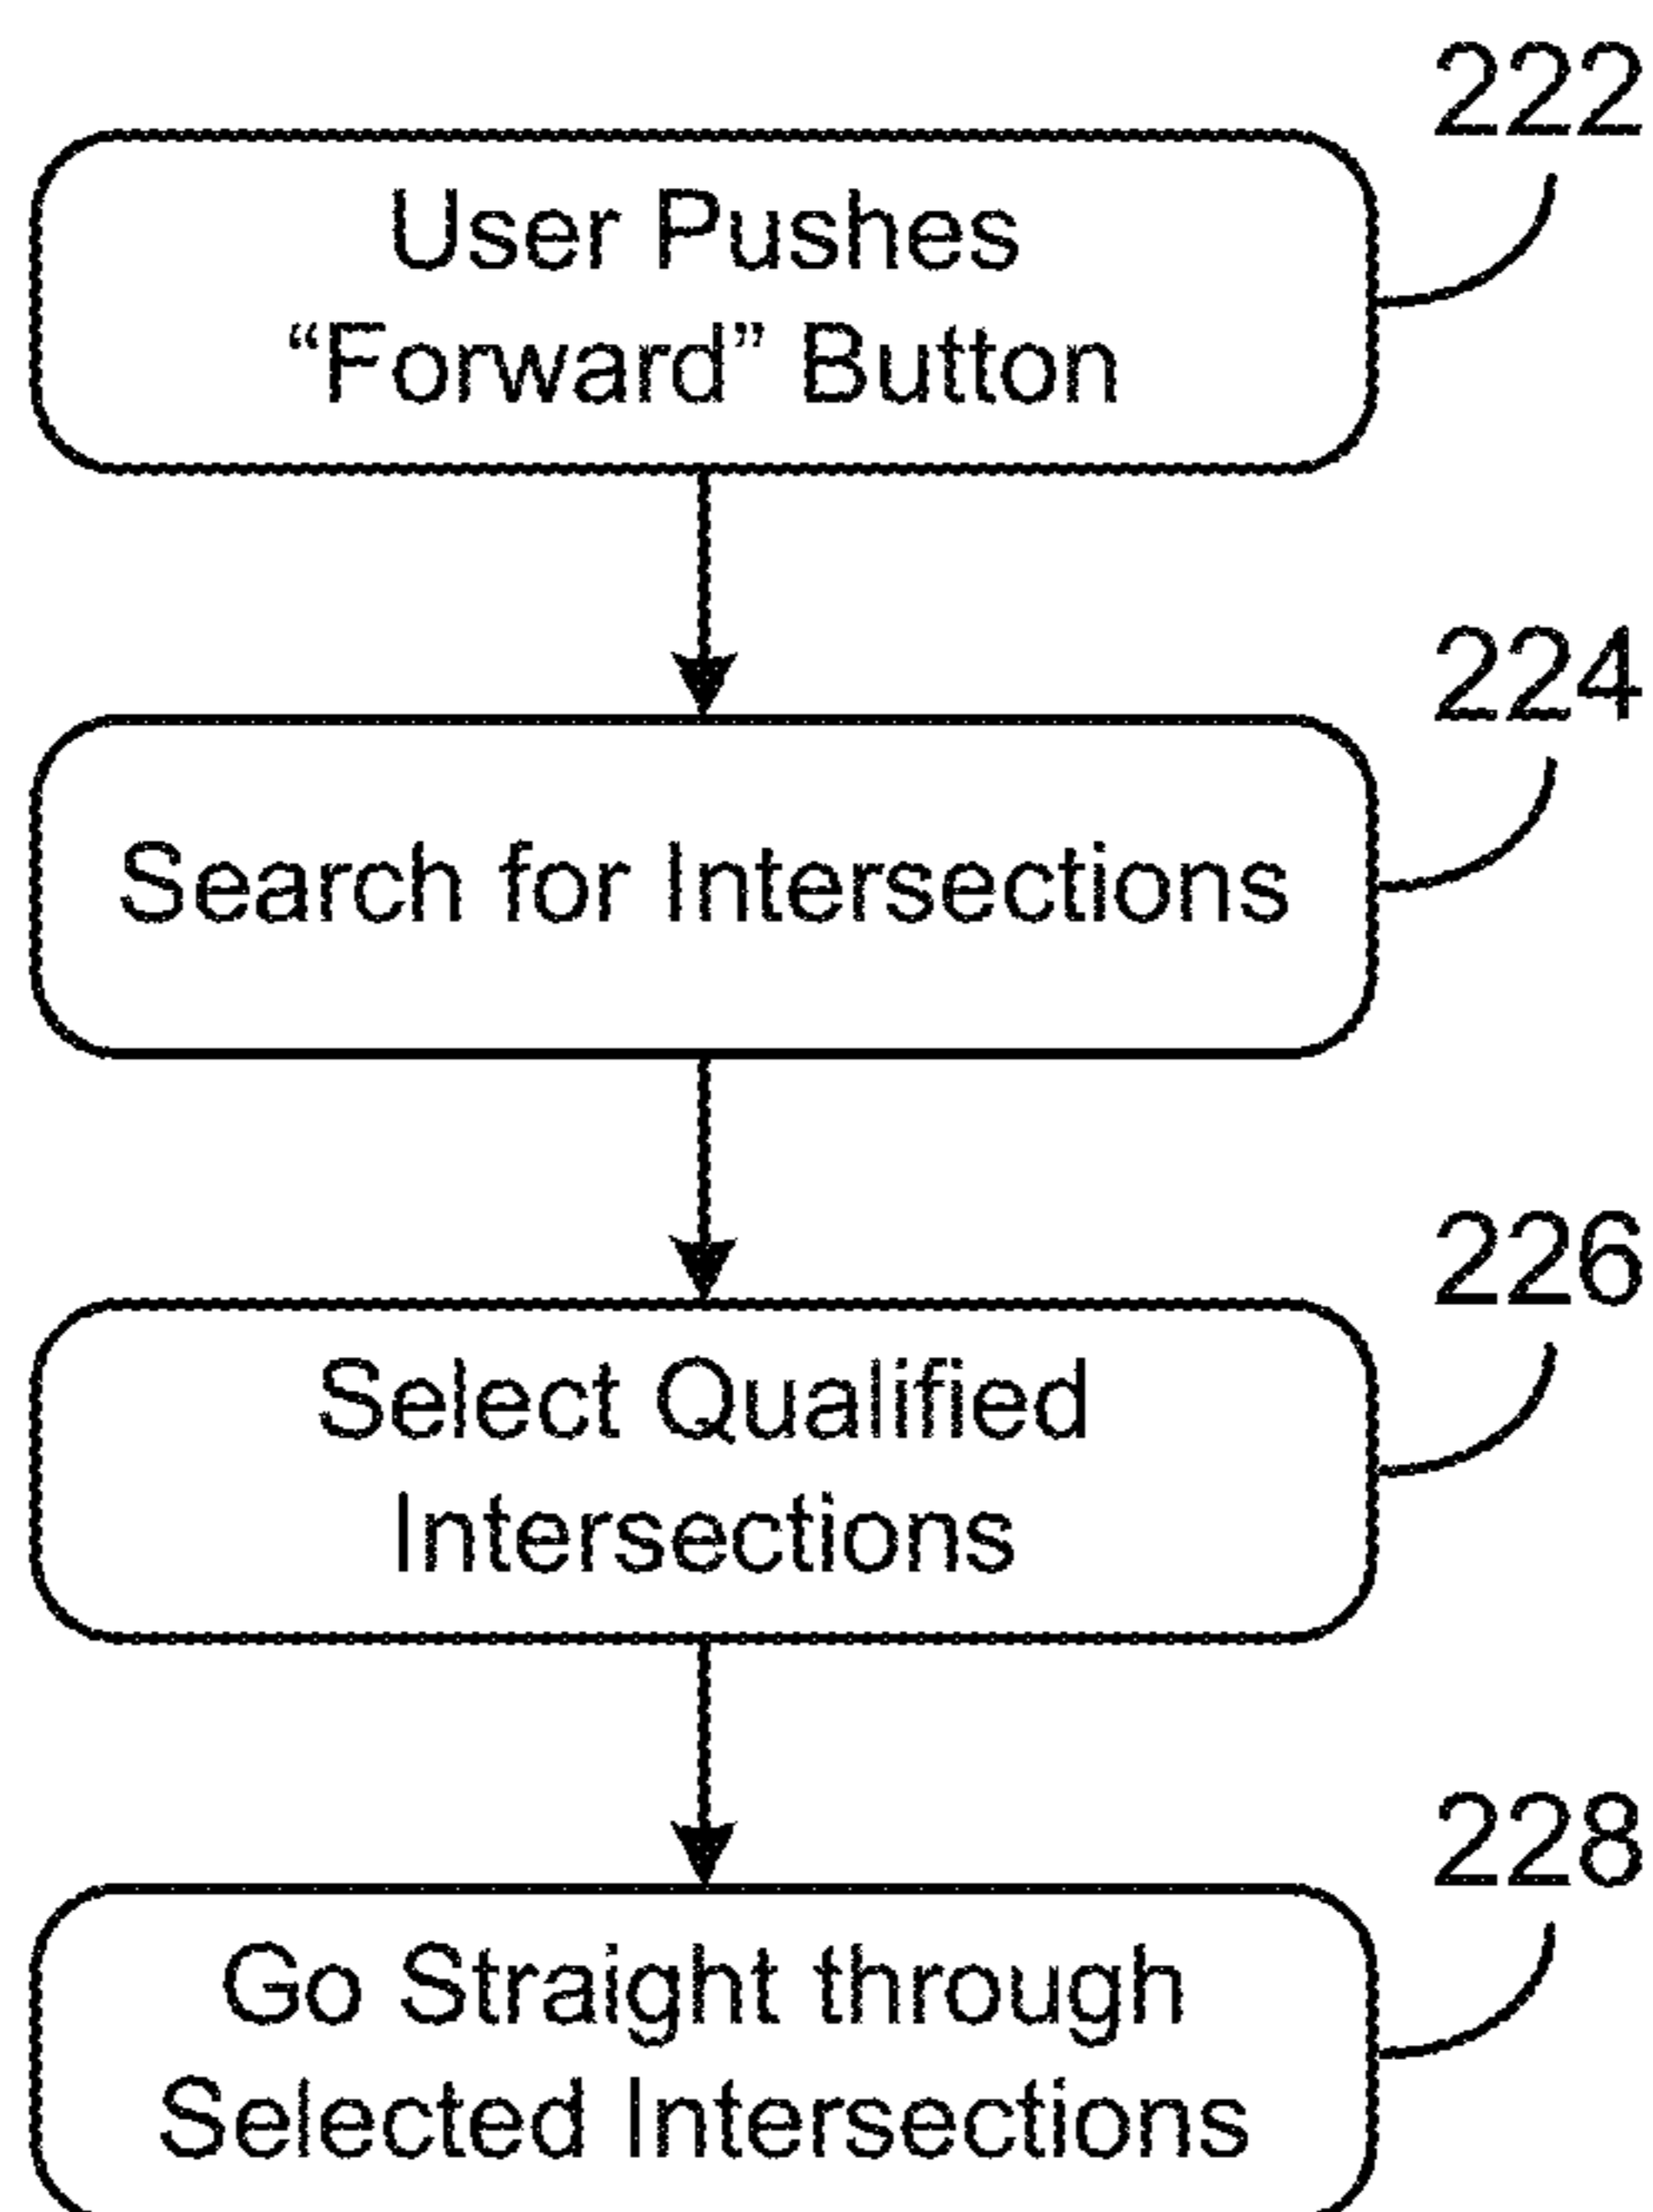 222
User Pushes
“Forward” Button
224
Search for Intersections
226
Select Qualified
Intersections
228
Go Straight through
Selected Intersections